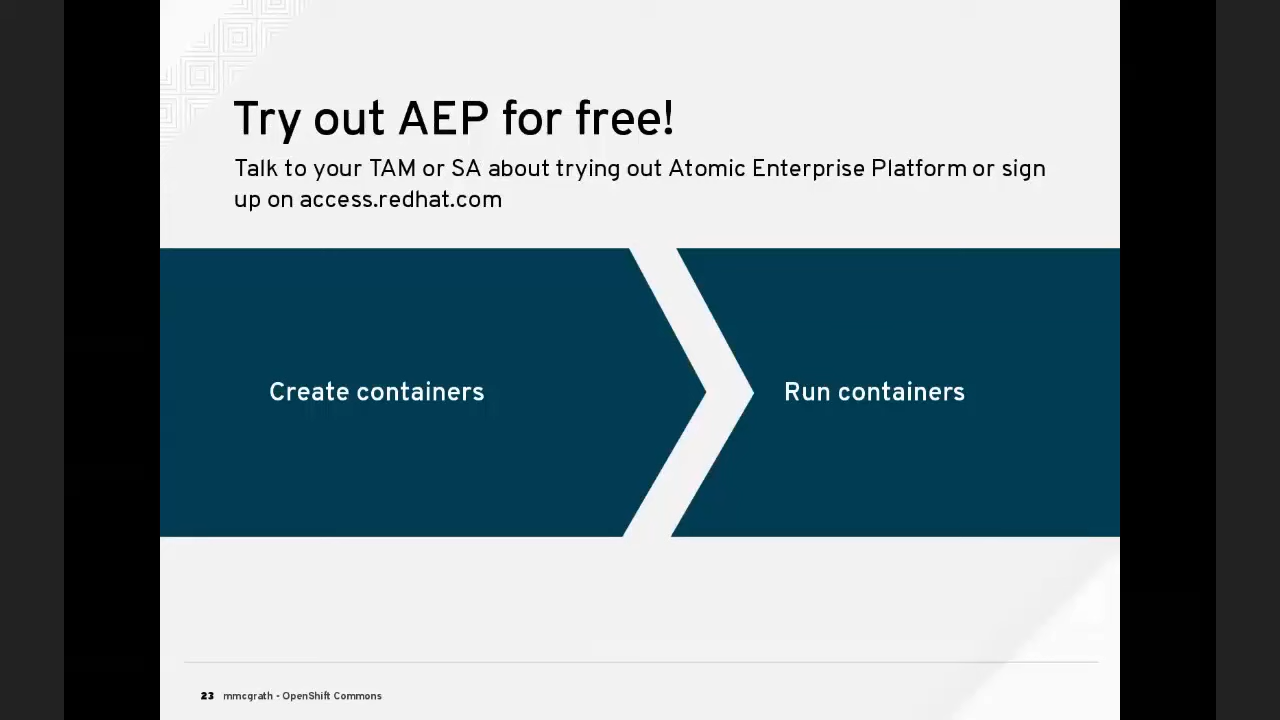 Try out AEP for free!
Talk to your TAM or SA about trying out Atomic Enterprise Platform or sign
up on access.redhat.com
Create containers
Run containers
23 mmcgrath - OpenShift Commons